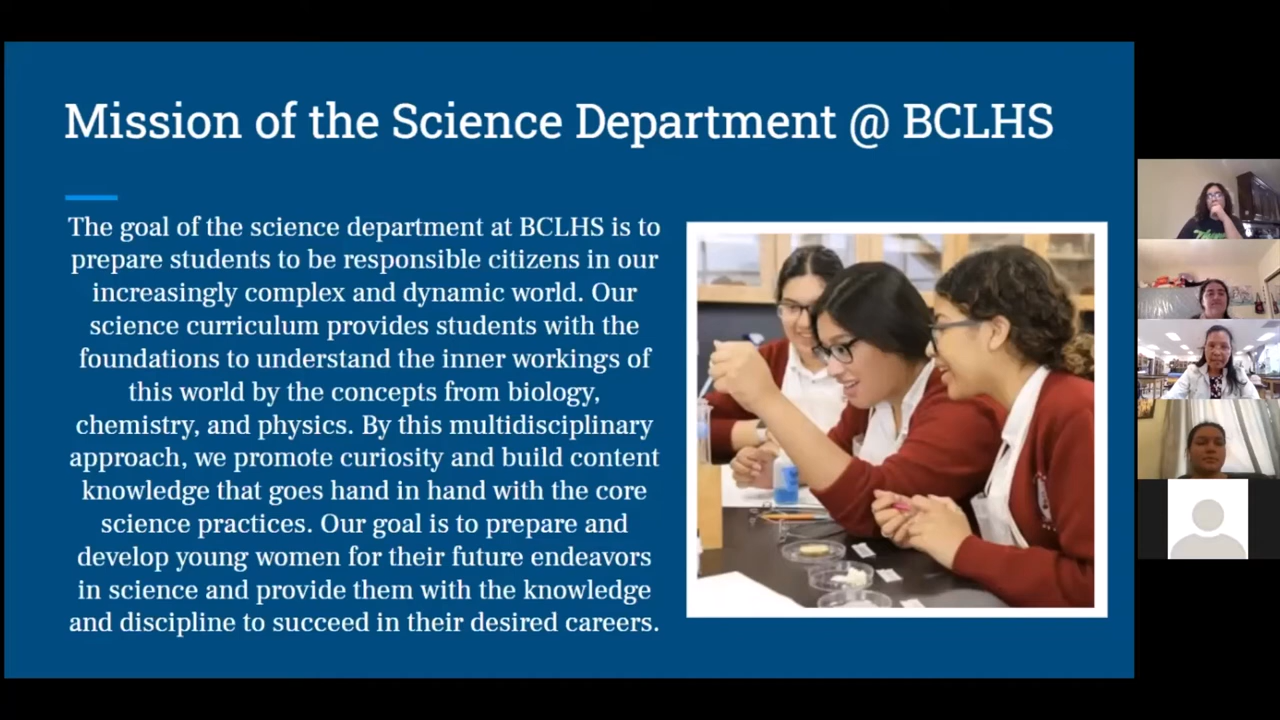 Mission of the Science Department @ BCLHS
The goal of the science department at BCLHS is to
prepare students to be responsible citizens in our
increasingly complex and dynamic world. Our
science curriculum provides students with the
foundations to understand the inner workings of
this world by the concepts from biology,
chemistry, and physics. By this multidisciplinary
approach, we promote curiosity and build content
knowledge that goes hand in hand with the core
science practices. Our goal is to prepare and
develop young women for their future endeavors
in science and provide them with the knowledge
and discipline to succeed in their desired careers.